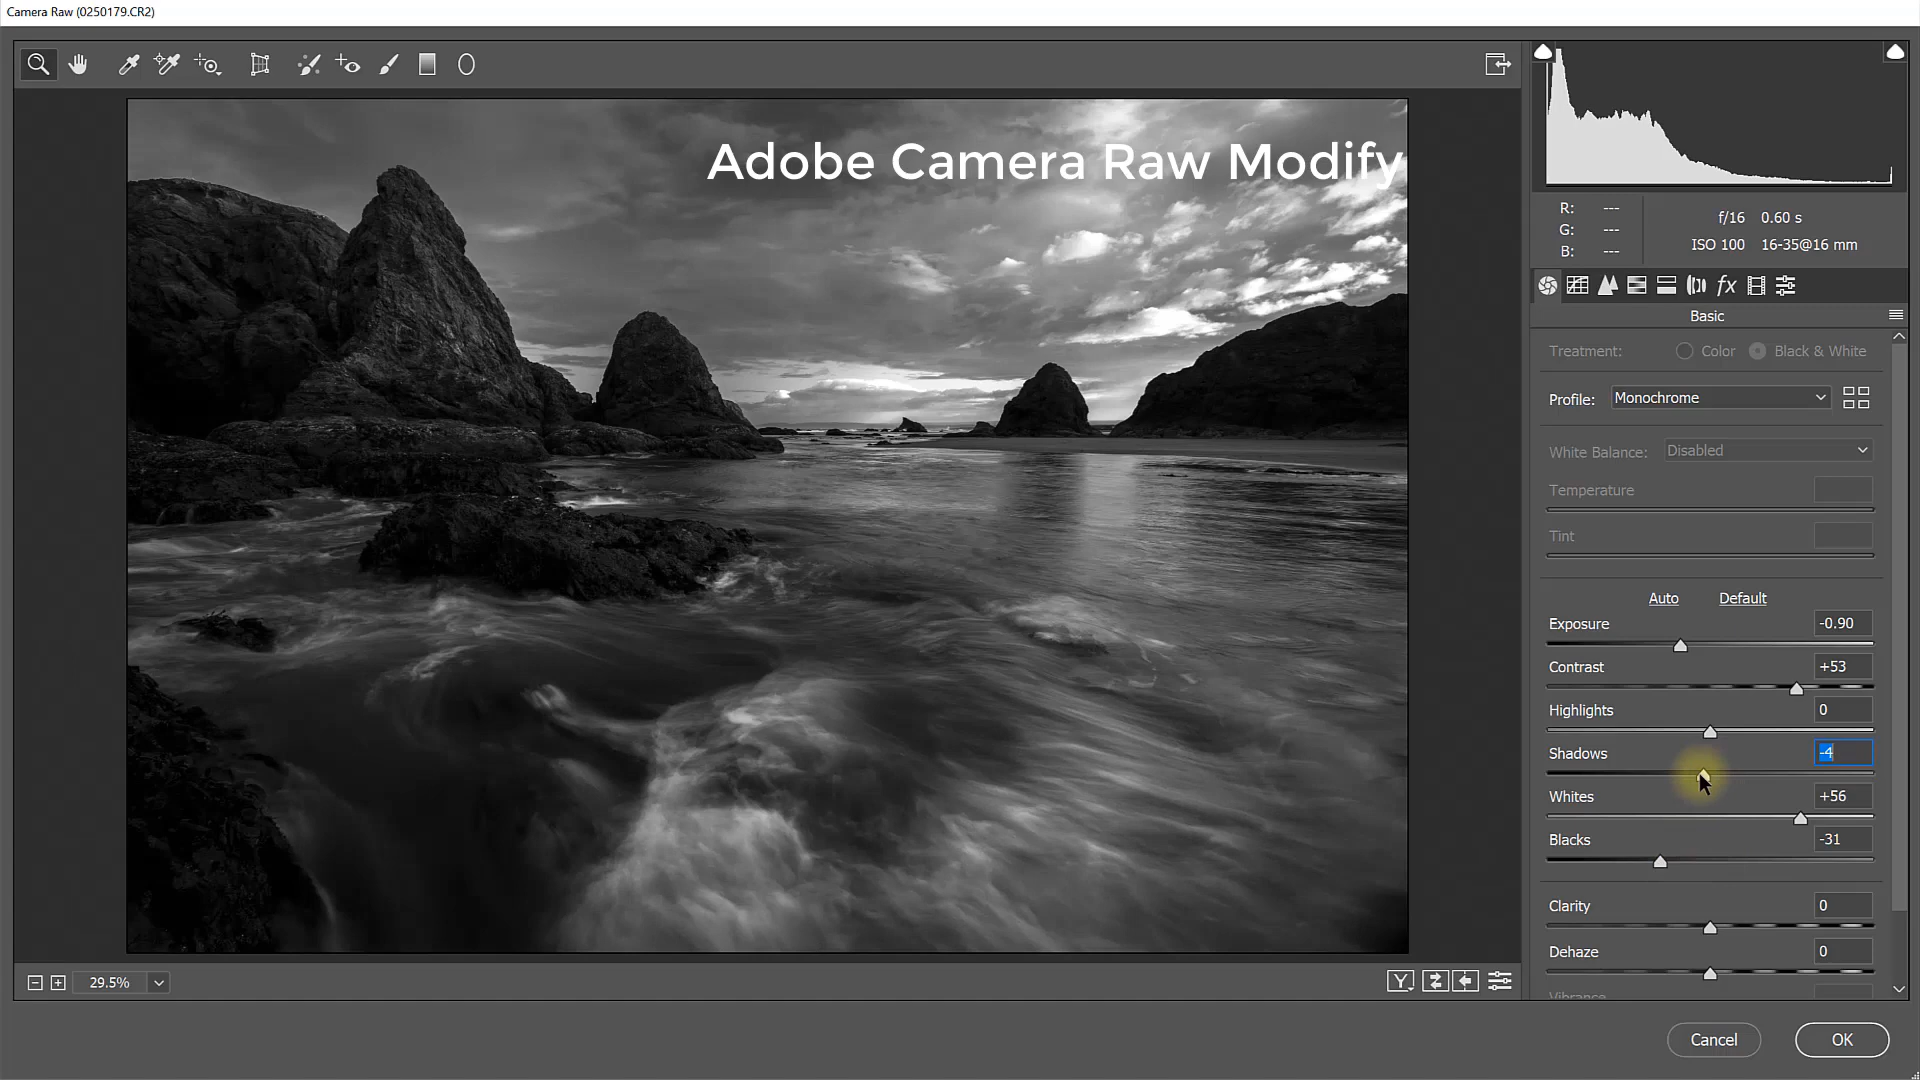 Camera Raw (0250179.CR2)
Adobe Camera Raw Modify
R: ---
G: ---
B: ---
f/16 0.60 s
ISO 100 16-35@16 mm
fx
Basic
Treatment: Color Black & White
Profile: Monochrome
White Balance: Disabled
Temperature
Tint
Auto Default
Exposure -0.90
Contrast +53
Highlights 0
Shadows -4
Whites +56
Blacks -31
Clarity 0
Dehaze 0
Vibrance
29.5%
Y
Cancel OK